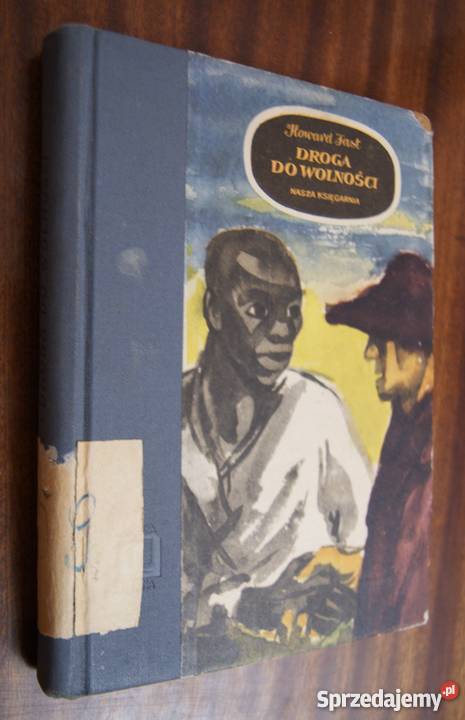 Howard Fast
DROGA
DO WOLNOŚCI
NASZA KSIĘGARNIA
Sprzedajemy.pl